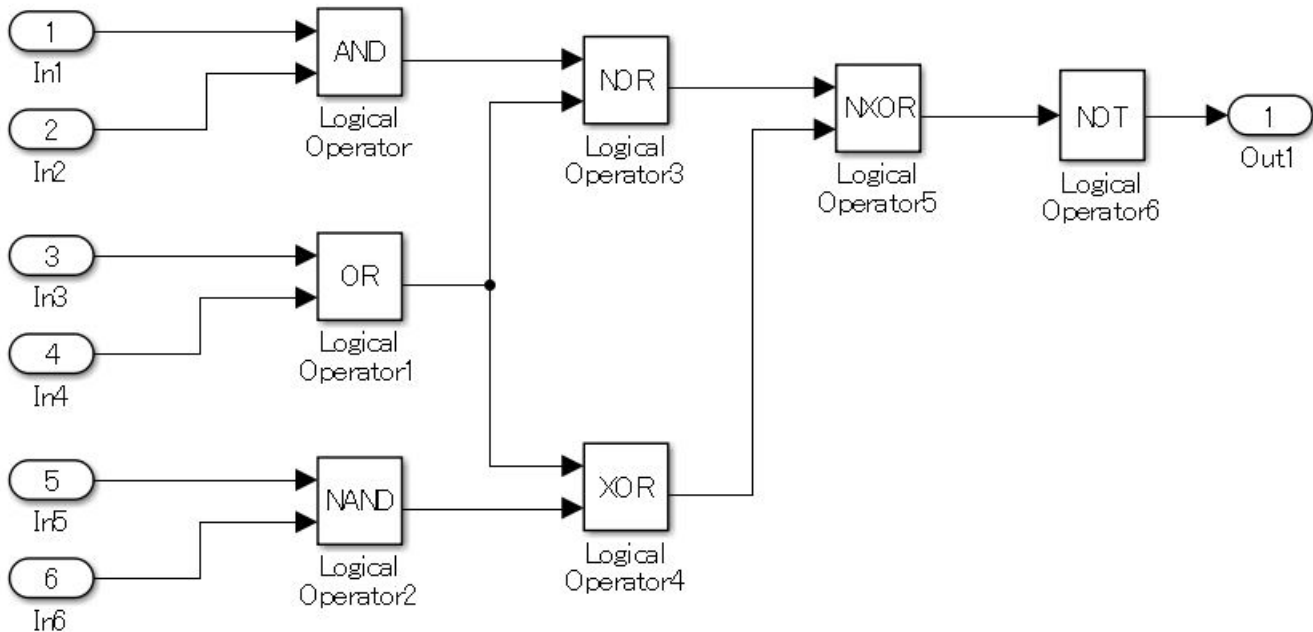 1
In1
2
In2
AND
Logical
Operator
3
In3
4
In4
OR
Logical
Operator1
5
In5
6
In6
NAND
Logical
Operator2
NOR
Logical
Operator3
XOR
Logical
Operator4
NXOR
Logical
Operator5
NOT
Logical
Operator6
1
Out1